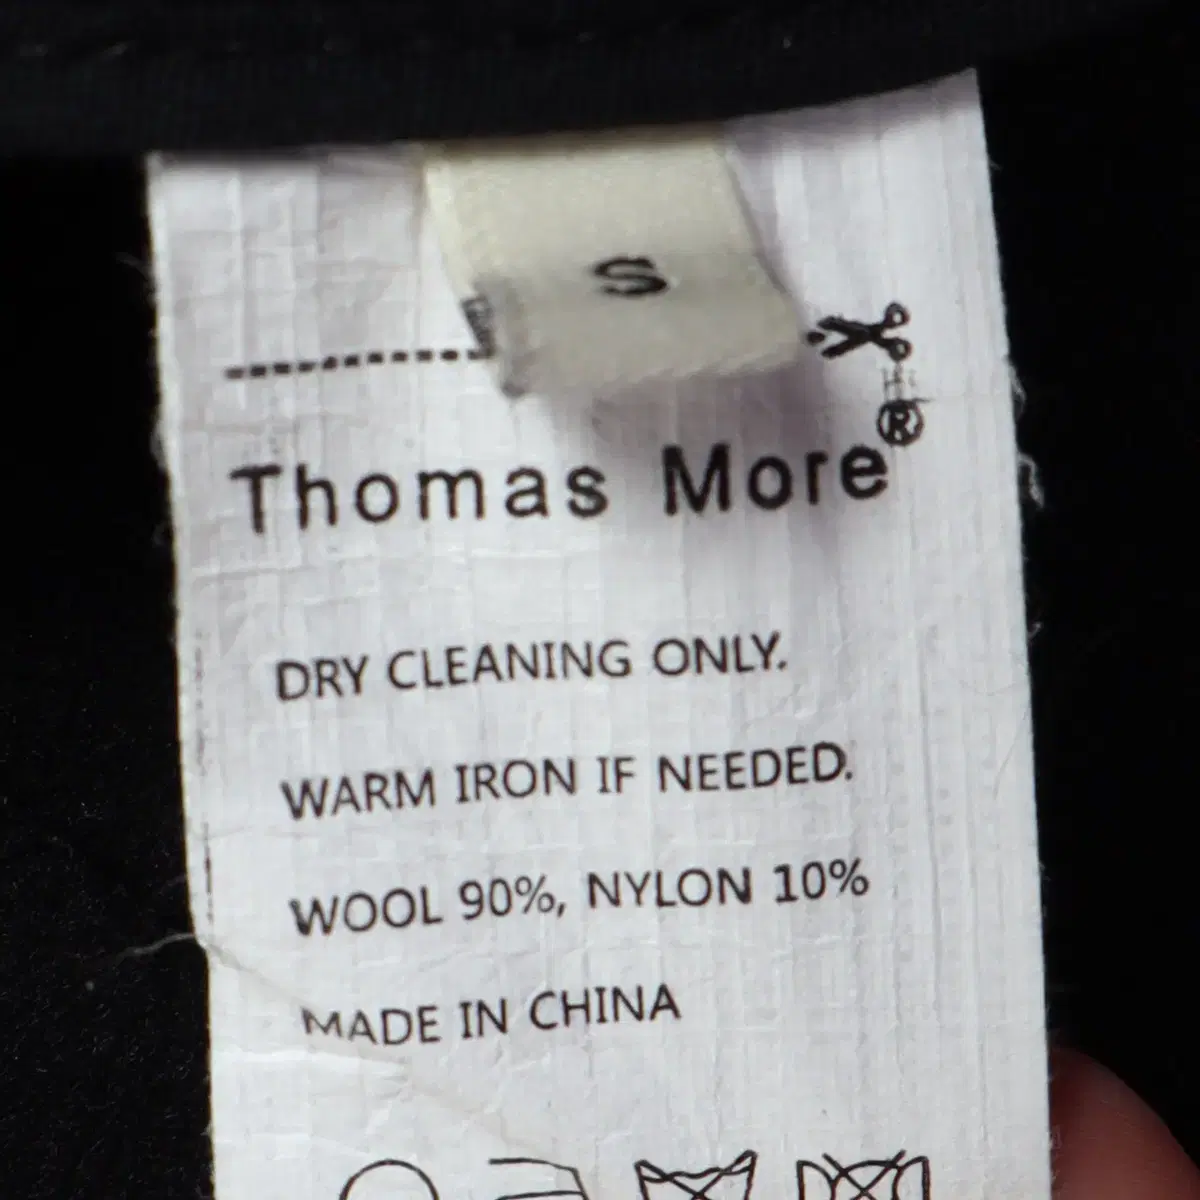 S
Thomas More®
DRY CLEANING ONLY.
WARM IRON IF NEEDED.
WOOL 90%, NYLON 10%
MADE IN CHINA